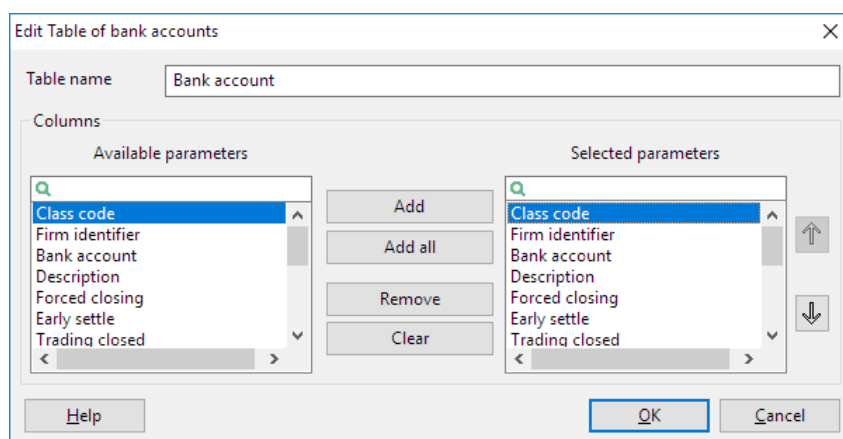 Edit Table of bank accounts
Table name Bank account
Columns
Available parameters
Class code
Firm identifier
Bank account
Description
Forced closing
Early settle
Trading closed
Add
Add all
Remove
Clear
Selected parameters
Class code
Firm identifier
Bank account
Description
Forced closing
Early settle
Trading closed
Help OK Cancel